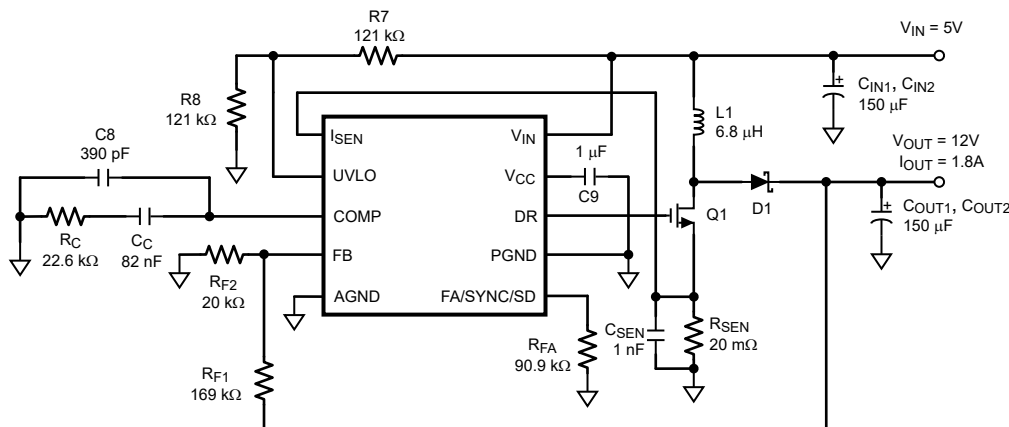 R7
121 kΩ
R8
121 kΩ
C8
390 pF
RC
22.6 kΩ
CC
82 nF
RF2
20 kΩ
RF1
169 kΩ
ISEN
UVLO
COMP
FB
AGND
VIN
VCC
DR
PGND
FA/SYNC/SD
1 μF
C9
RFA
90.9 kΩ
CSEN
1 nF
RSEN
20 mΩ
Q1
D1
L1
6.8 μH
VIN = 5V
+
CIN1, CIN2
150 μF
VOUT = 12V
IOUT = 1.8A
+
COUT1, COUT2
150 μF